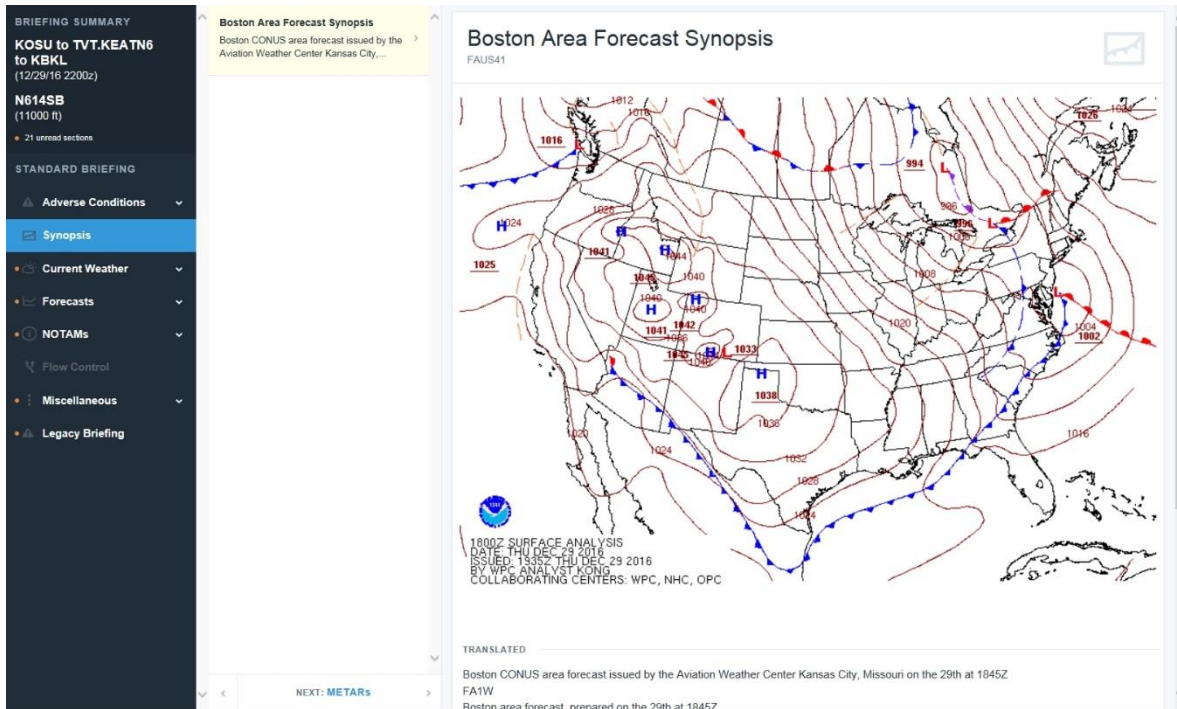 BRIEFING SUMMARY
KOSU to TVT.KEATN6
to KBKL
(12/29/16 2200z)
N614SB
(11000 ft)
21 unread sections
STANDARD BRIEFING
Adverse Conditions
Synopsis
Current Weather
Forecasts
NOTAMs
Flow Control
Miscellaneous
Legacy Briefing
Boston Area Forecast Synopsis
Boston CONUS area forecast issued by the
Aviation Weather Center Kansas City,...
NEXT: METARs
Boston Area Forecast Synopsis
FAUS41
1012
1016
1016
L
1024
H
1025
1028
H
1041
H
1044
1040
1040
H
1040
H
1040
1041
1042
1036
H
L
1033
1040
H
1038
1036
1032
1028
1024
1024
1020
1020
1008
994
L
996
L
996
1024
1026
L
1004
1002
1016
1800Z SURFACE ANALYSIS
DATE: THU DEC 29 2016
ISSUED: 1935Z THU DEC 29 2016
BY WPC ANALYST KONG
COLLABORATING CENTERS: WPC, NHC, OPC
TRANSLATED
Boston CONUS area forecast issued by the Aviation Weather Center Kansas City, Missouri on the 29th at 1845Z
FA1W
Boston area forecast, prepared on the 29th at 1845Z